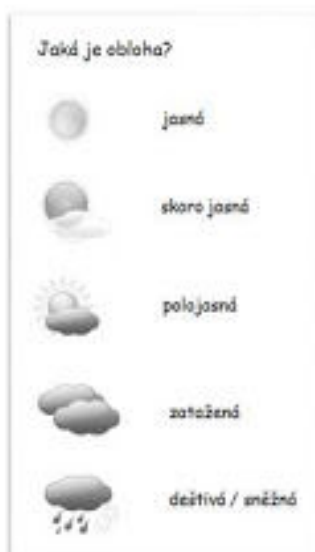 Jaká je obloha?
jasná
skoro jasná
polojasná
zatažená
deštivá / sněžná